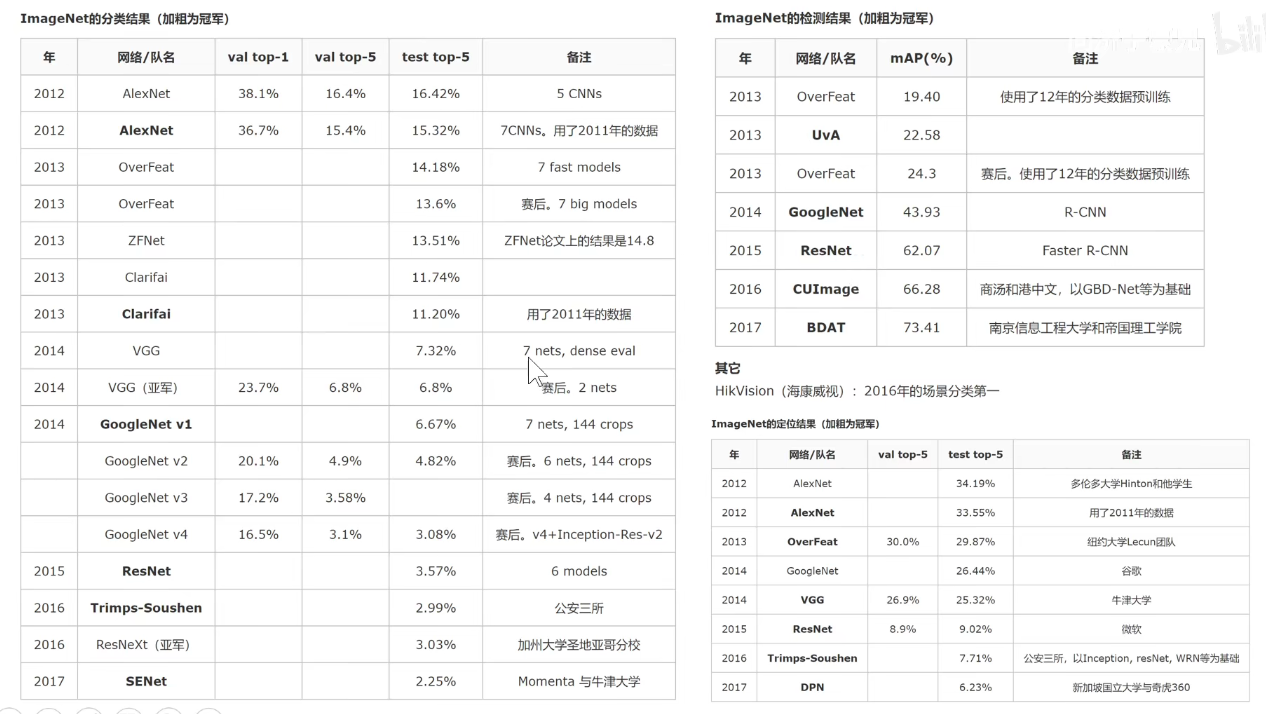 ImageNet的分类结果（加粗为冠军）
年 网络/队名 val top-1 val top-5 test top-5 备注
2012 AlexNet 38.1% 16.4% 16.42% 5 CNNs
2012 AlexNet 36.7% 15.4% 15.32% 7CNNs。用了2011年的数据
2013 OverFeat 14.18% 7 fast models
2013 OverFeat 13.6% 赛后。7 big models
2013 ZFNet 13.51% ZFNet论文上的结果是14.8
2013 Clarifai 11.74%
2013 Clarifai 11.20% 用了2011年的数据
2014 VGG 7.32% 7 nets, dense eval
2014 VGG（亚军） 23.7% 6.8% 6.8% 赛后。2 nets
2014 GoogleNet v1 6.67% 7 nets, 144 crops
GoogleNet v2 20.1% 4.9% 4.82% 赛后。6 nets, 144 crops
GoogleNet v3 17.2% 3.58% 赛后。4 nets, 144 crops
GoogleNet v4 16.5% 3.1% 3.08% 赛后。v4+Inception-Res-v2
2015 ResNet 3.57% 6 models
2016 Trimps-Soushen 2.99% 公安三所
2016 ResNeXt（亚军） 3.03% 加州大学圣地亚哥分校
2017 SENet 2.25% Momenta 与牛津大学
ImageNet的检测结果（加粗为冠军）
年 网络/队名 mAP(%) 备注
2013 OverFeat 19.40 使用了12年的分类数据预训练
2013 UvA 22.58
2013 OverFeat 24.3 赛后。使用了12年的分类数据预训练
2014 GoogleNet 43.93 R-CNN
2015 ResNet 62.07 Faster R-CNN
2016 CUImage 66.28 商汤和港中文，以GBD-Net等为基础
2017 BDAT 73.41 南京信息工程大学和帝国理工学院
其它
HikVision（海康威视）：2016年的场景分类第一
ImageNet的定位结果（加粗为冠军）
年 网络/队名 val top-5 test top-5 备注
2012 AlexNet 34.19% 多伦多大学Hinton和他学生
2012 AlexNet 33.55% 用了2011年的数据
2013 OverFeat 30.0% 29.87% 纽约大学Lecun团队
2014 GoogleNet 26.44% 谷歌
2014 VGG 26.9% 25.32% 牛津大学
2015 ResNet 8.9% 9.02% 微软
2016 Trimps-Soushen 7.71% 公安三所，以Inception, resNet, WRN等为基础
2017 DPN 6.23% 新加坡国立大学与奇虎360